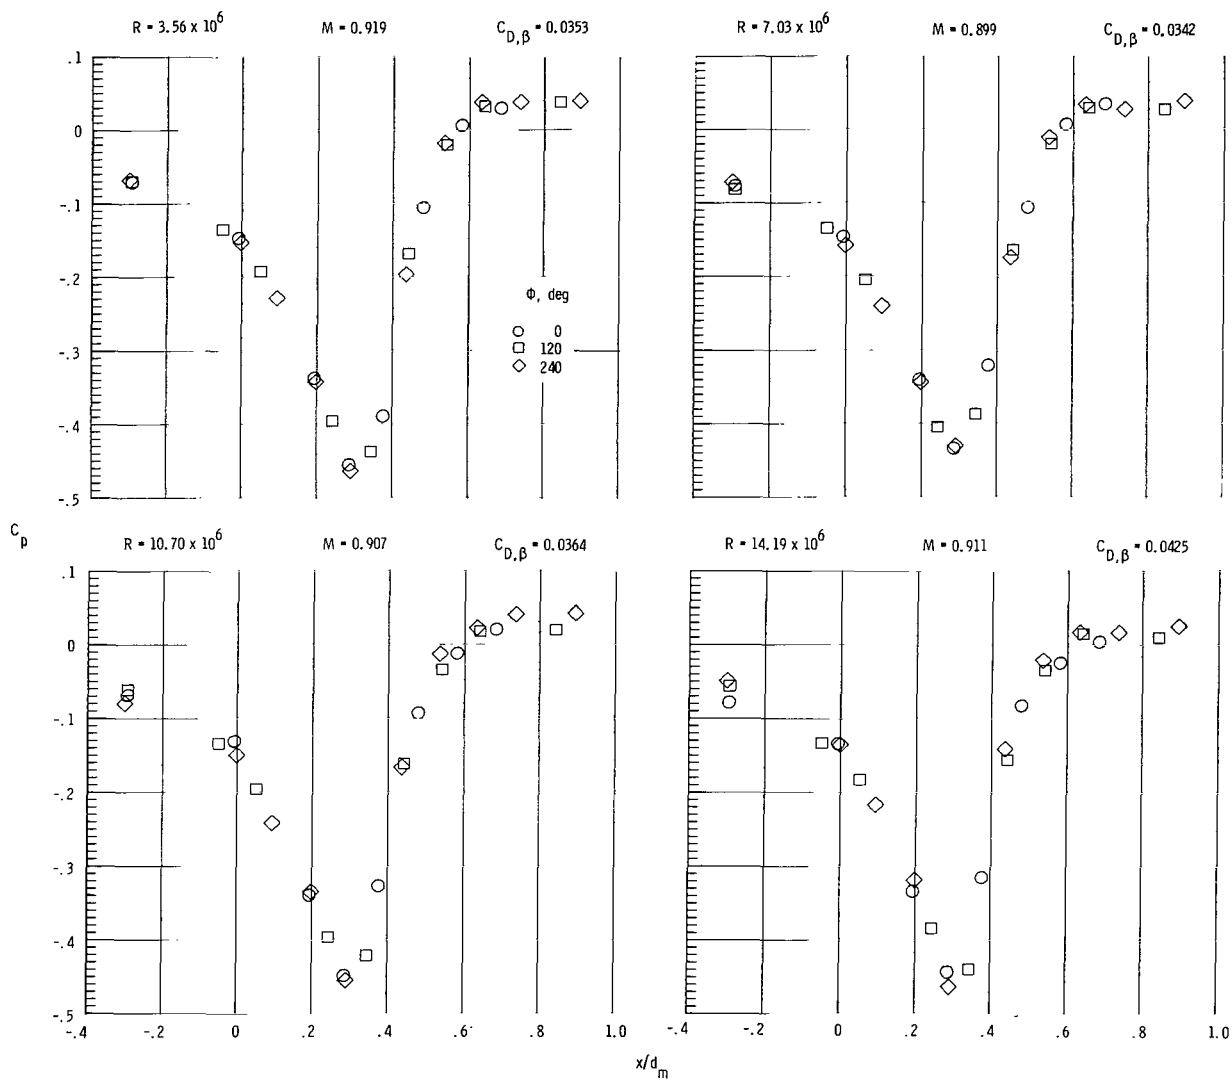 R = 3.56 x 10^6 M = 0.919 C_D,β = 0.0353
R = 7.03 x 10^6 M = 0.899 C_D,β = 0.0342
.1
0
-.1
-.2
-.3
-.4
-.5
Φ, deg
0
120
240
C_p
R = 10.70 x 10^6 M = 0.907 C_D,β = 0.0364
R = 14.19 x 10^6 M = 0.911 C_D,β = 0.0425
.1
0
-.1
-.2
-.3
-.4
-.5
-.4 -.2 0 .2 .4 .6 .8 1.0
-.4 -.2 0 .2 .4 .6 .8 1.0
x/d_m